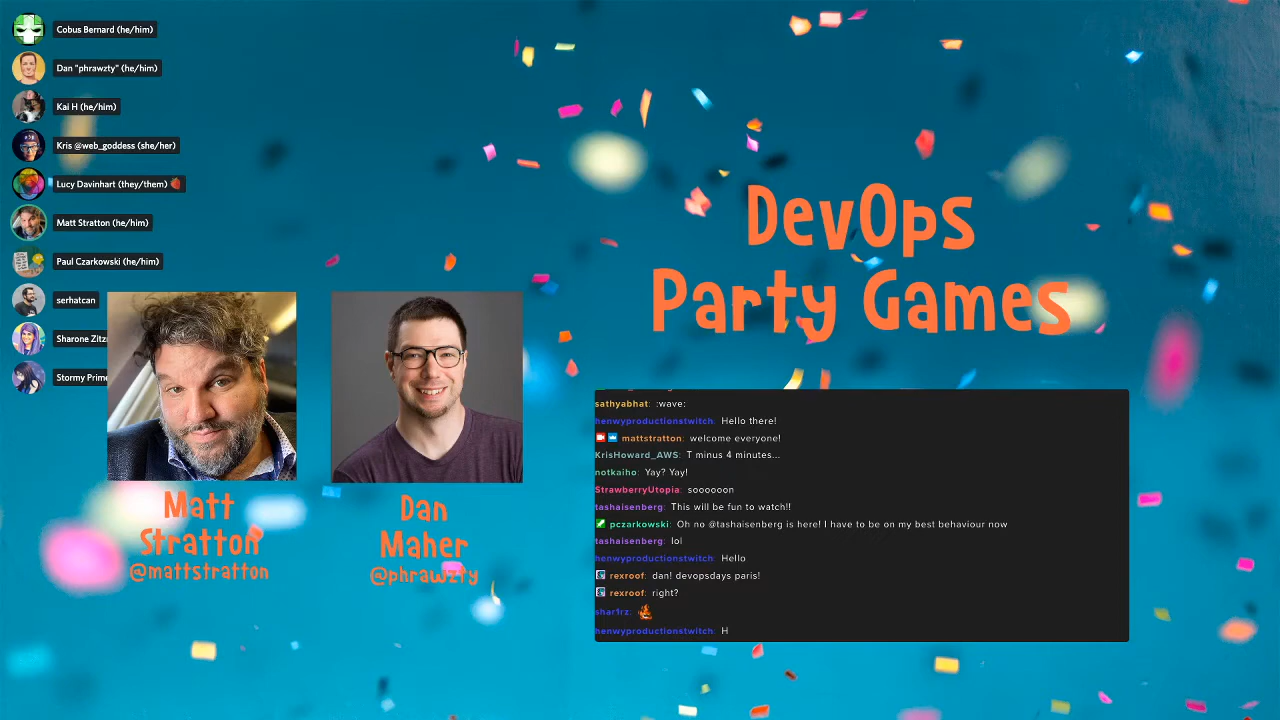 Cobus Bernard (he/him)
Dan "phrawzty" (he/him)
Kai H (he/him)
Kris @web_goddess (she/her)
Lucy Davinhart (they/them)
Matt Stratton (he/him)
Paul Czarkowski (he/him)
serhatcan
Sharone Zitz
Stormy Prime
Matt
Stratton
@mattstratton
Dan
Maher
@phrawzty
DevOps
Party Games
sathyabhat: :wave:
henwyproductionstwitch: Hello there!
mattstratton: welcome everyone!
KrisHoward_AWS: T minus 4 minutes...
notkaiho: Yay? Yay!
StrawberryUtopia: soooooon
tashaisenberg: This will be fun to watch!!
pczarkowski: Oh no @tashaisenberg is here! I have to be on my best behaviour now
tashaisenberg: lol
henwyproductionstwitch: Hello
rexroof: dan! devopsdays paris!
rexroof: right?
shar1rz:
henwyproductionstwitch: H